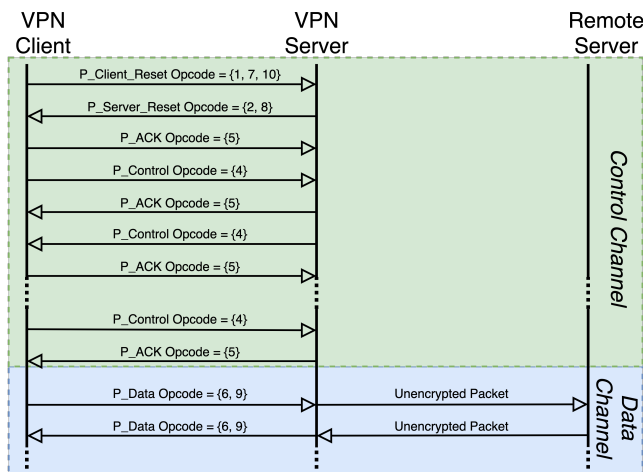 VPN
Client
VPN
Server
Remote
Server
P_Client_Reset Opcode = {1, 7, 10}
P_Server_Reset Opcode = {2, 8}
P_ACK Opcode = {5}
P_Control Opcode = {4}
P_ACK Opcode = {5}
P_Control Opcode = {4}
P_ACK Opcode = {5}
Control Channel
P_Control Opcode = {4}
P_ACK Opcode = {5}
P_Data Opcode = {6, 9}
Unencrypted Packet
P_Data Opcode = {6, 9}
Unencrypted Packet
Data
Channel